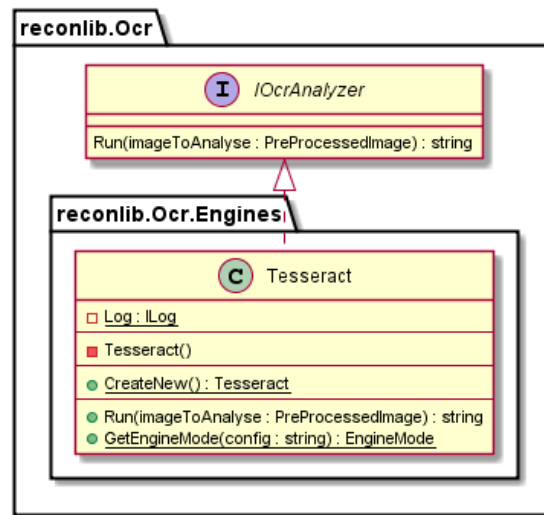 reconlib.Ocr
I IOcrAnalyzer
Run(imageToAnalyse : PreProcessedImage) : string
reconlib.Ocr.Engines
C Tesseract
Log : ILog
Tesseract()
CreateNew() : Tesseract
Run(imageToAnalyse : PreProcessedImage) : string
GetEngineMode(config : string) : EngineMode